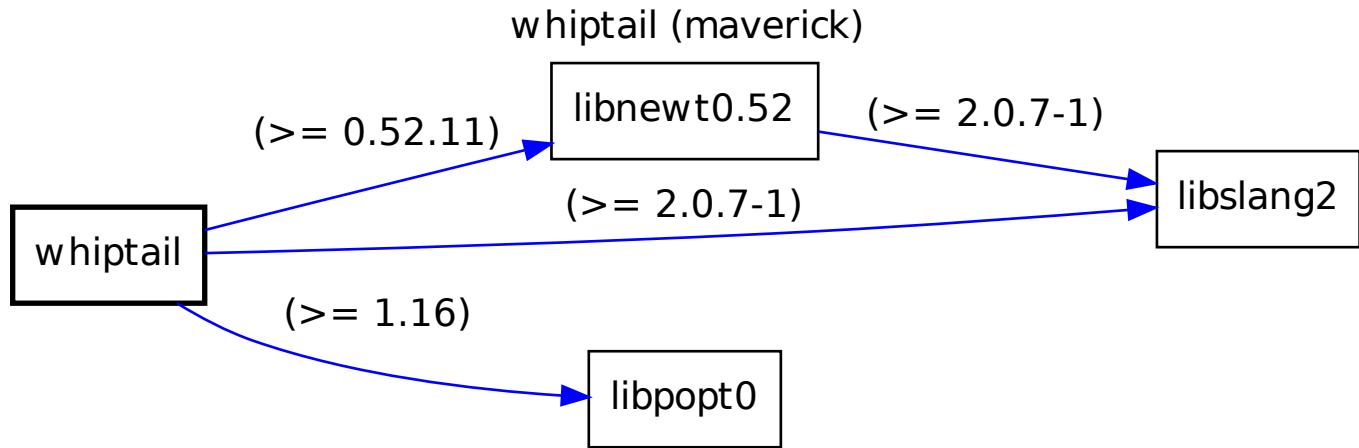 whiptail (maverick)
libnewt0.52
(>= 2.0.7-1)
(>= 0.52.11)
libslang2
(>= 2.0.7-1)
whiptail
(>= 1.16)
libpopt0